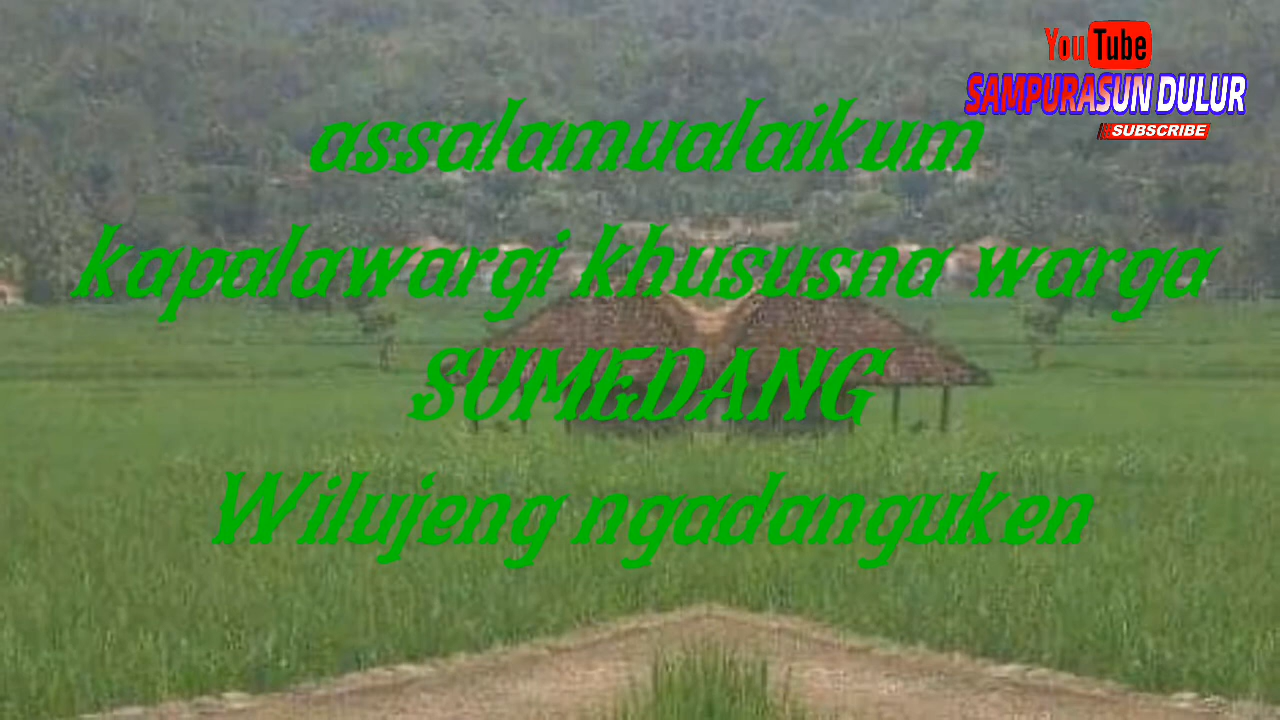 YouTube
SAMPURASUN DULUR
SUBSCRIBE
assalamualaikum
kapalawargi khususna warga
SUMEDANG
Wilujeng ngadanguken